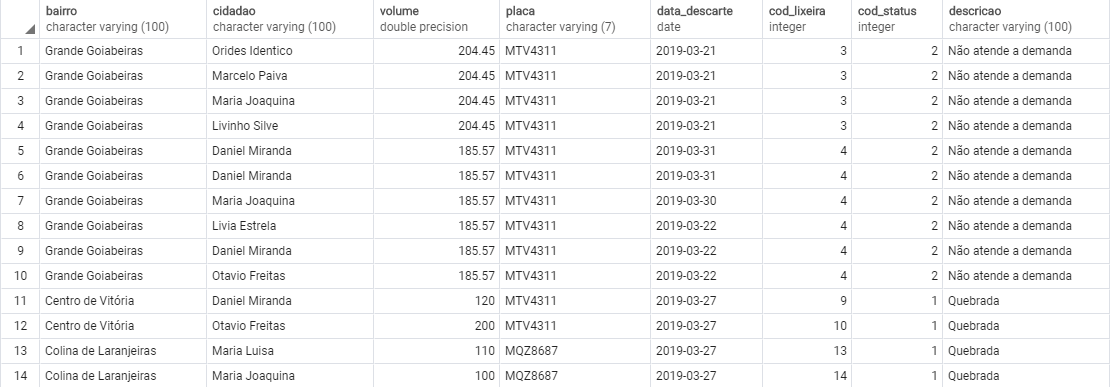 bairro cidadao volume placa data_descarte cod_lixeira cod_status descricao
character varying (100) character varying (100) double precision character varying (7) date integer integer character varying (100)
1 Grande Goiabeiras Orides Identico 204.45 MTV4311 2019-03-21 3 2 Não atende a demanda
2 Grande Goiabeiras Marcelo Paiva 204.45 MTV4311 2019-03-21 3 2 Não atende a demanda
3 Grande Goiabeiras Maria Joaquina 204.45 MTV4311 2019-03-21 3 2 Não atende a demanda
4 Grande Goiabeiras Livinho Silve 204.45 MTV4311 2019-03-21 3 2 Não atende a demanda
5 Grande Goiabeiras Daniel Miranda 185.57 MTV4311 2019-03-31 4 2 Não atende a demanda
6 Grande Goiabeiras Daniel Miranda 185.57 MTV4311 2019-03-31 4 2 Não atende a demanda
7 Grande Goiabeiras Maria Joaquina 185.57 MTV4311 2019-03-30 4 2 Não atende a demanda
8 Grande Goiabeiras Livia Estrela 185.57 MTV4311 2019-03-22 4 2 Não atende a demanda
9 Grande Goiabeiras Daniel Miranda 185.57 MTV4311 2019-03-22 4 2 Não atende a demanda
10 Grande Goiabeiras Otavio Freitas 185.57 MTV4311 2019-03-22 4 2 Não atende a demanda
11 Centro de Vitória Daniel Miranda 120 MTV4311 2019-03-27 9 1 Quebrada
12 Centro de Vitória Otavio Freitas 200 MTV4311 2019-03-27 10 1 Quebrada
13 Colina de Laranjeiras Maria Luisa 110 MQZ8687 2019-03-27 13 1 Quebrada
14 Colina de Laranjeiras Maria Joaquina 100 MQZ8687 2019-03-27 14 1 Quebrada